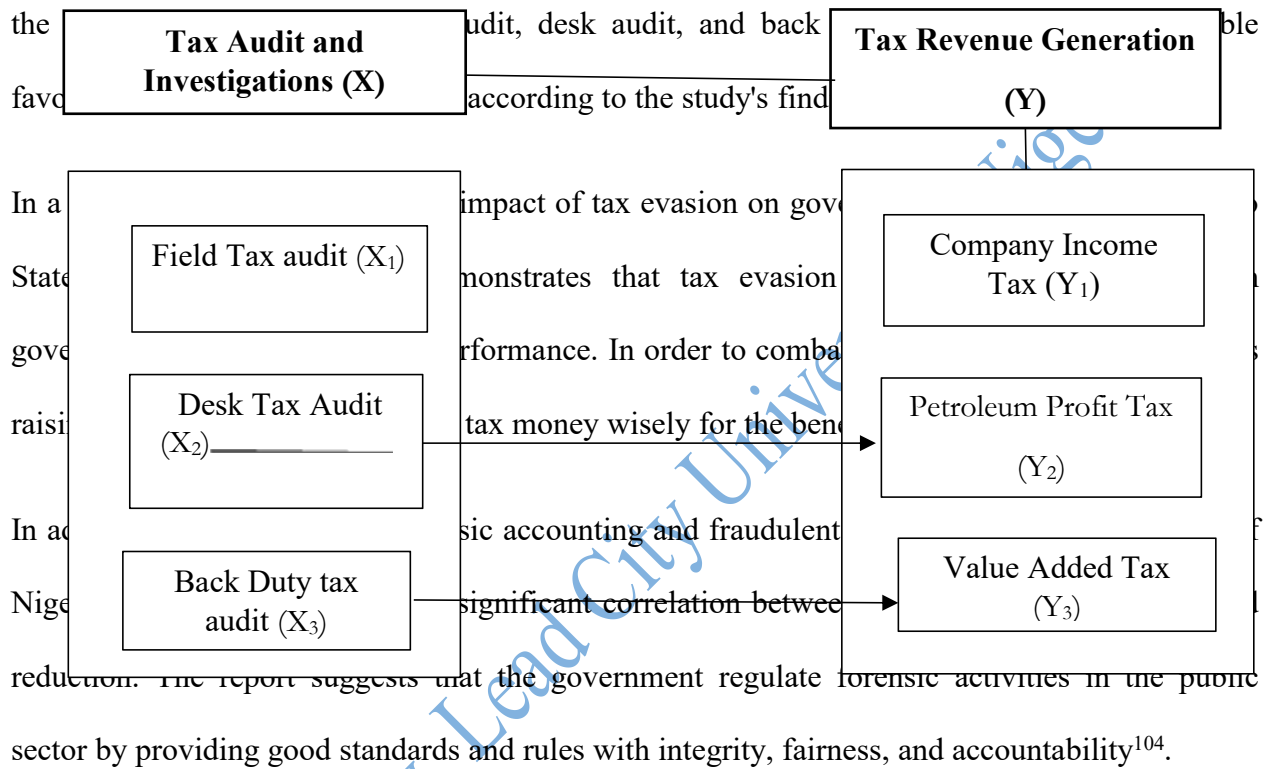 the
udit, desk audit, and back
ble
Tax Audit and
Investigations (X)
Tax Revenue Generation
(Y)
favo
according to the study's find
In a
impact of tax evasion on gove
Field Tax audit (X₁)
Company Income
Tax (Y₁)
State
monstrates that tax evasion
gove
rformance. In order to comba
s
Desk Tax Audit
(X₂)
Petroleum Profit Tax
(Y₂)
raisi
tax money wisely for the bene
In ad
sic accounting and fraudulent
f
Back Duty tax
audit (X₃)
Value Added Tax
(Y₃)
Nige
significant correlation betwee
reduction. The report suggests that the government regulate forensic activities in the public
sector by providing good standards and rules with integrity, fairness, and accountability¹⁰⁴.
Lead City Unive
Nige